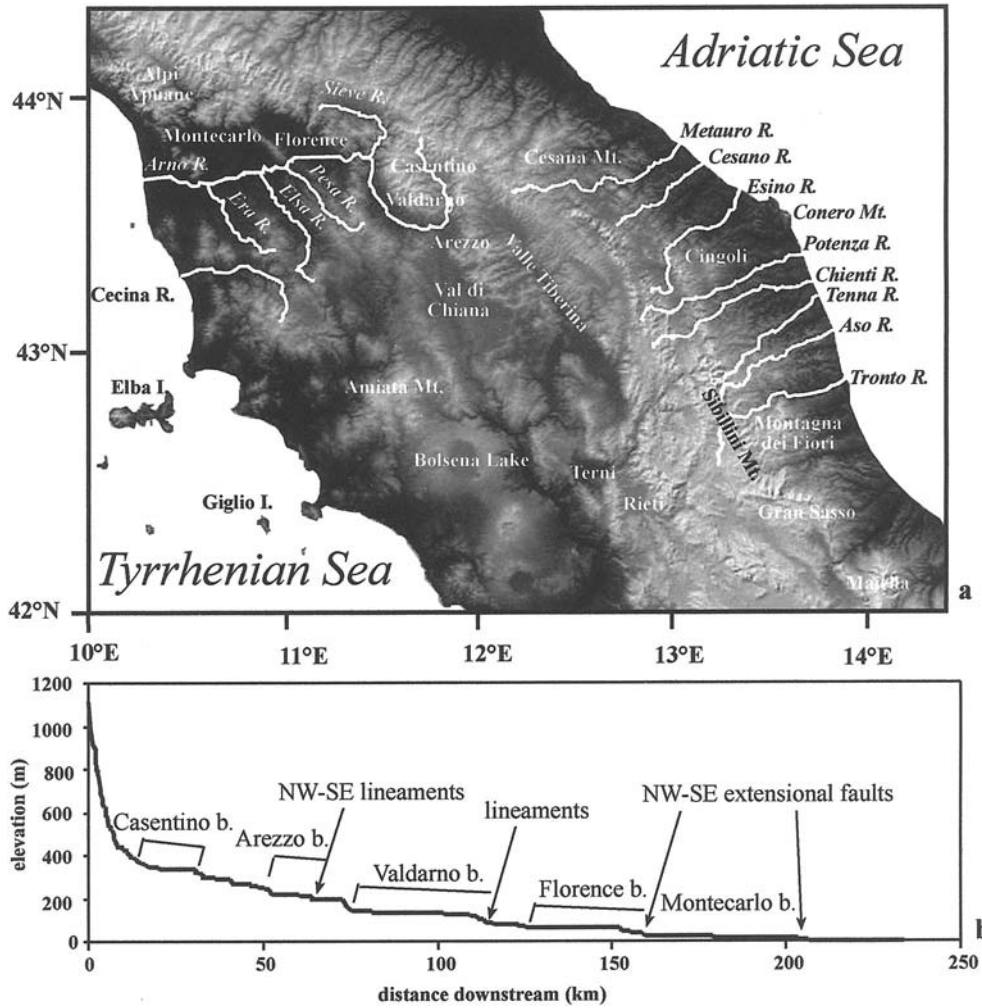 Adriatic Sea
Alpi
Apuane
44°N
Sieve R.
Montecarlo
Florence
Metauro R.
Cesana Mt.
Cesano R.
Arno R.
Casentino
Esino R.
Pesa R.
Elsa R.
Era R.
Valdarno
Conero Mt.
Arezzo
Valle Tiberina
Cingoli
Potenza R.
Chienti R.
Cecina R.
Val di
Chiana
Tenna R.
Aso R.
43°N
Elba I.
Amiata Mt.
Tronto R.
Sibillini Mt.
Montagna
dei Fiori
Bolsena Lake
Terni
Giglio I.
Rieti
Gran Sasso
Tyrrhenian Sea
Maiella
a
42°N
10°E
11°E
12°E
13°E
14°E
1200
1000
800
600
400
200
0
elevation (m)
NW-SE lineaments
NW-SE extensional faults
lineaments
Casentino b.
Arezzo b.
Valdarno b.
Florence b.
Montecarlo b.
b
0
50
100
150
200
250
distance downstream (km)